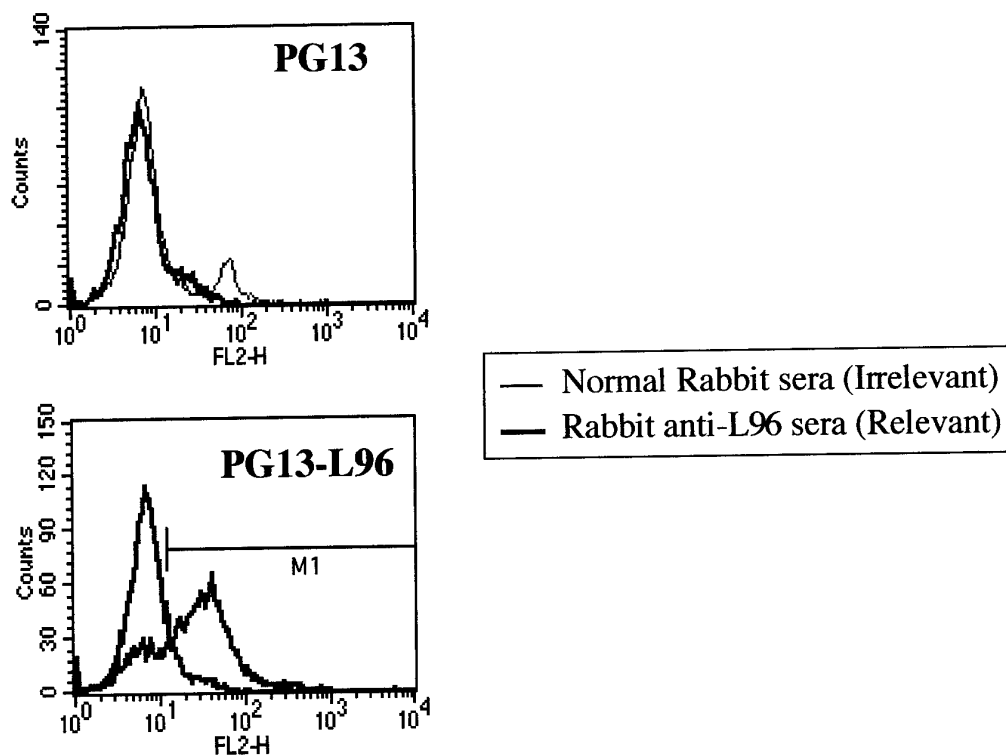 140
PG13
Counts
0
10^0 10^1 10^2 10^3 10^4
FL2-H
Normal Rabbit sera (Irrelevant)
Rabbit anti-L96 sera (Relevant)
150
PG13-L96
120
90
M1
Counts
60
30
0
10^0 10^1 10^2 10^3 10^4
FL2-H